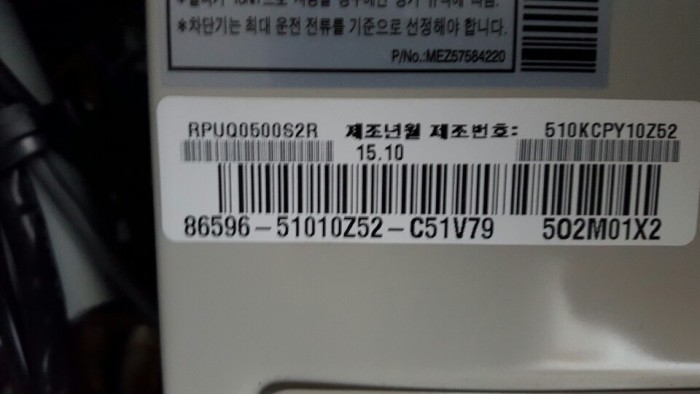 *차단기는 최대 운전 전류를 기준으로 선정해야 합니다.
P/No.:MEZ57584220
RPUQ0500S2R 제조년월 제조번호: 510KCPY10Z52
15.10
86596-51010Z52-C51V79 502M01X2